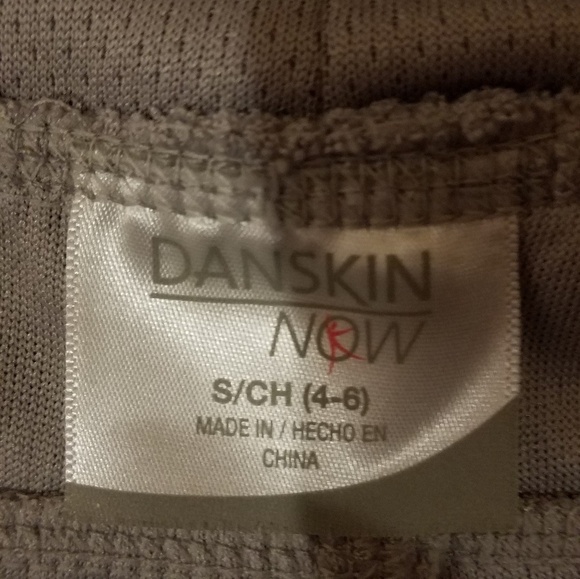 DANSKIN
NOW
S/CH (4-6)
MADE IN / HECHO EN
CHINA